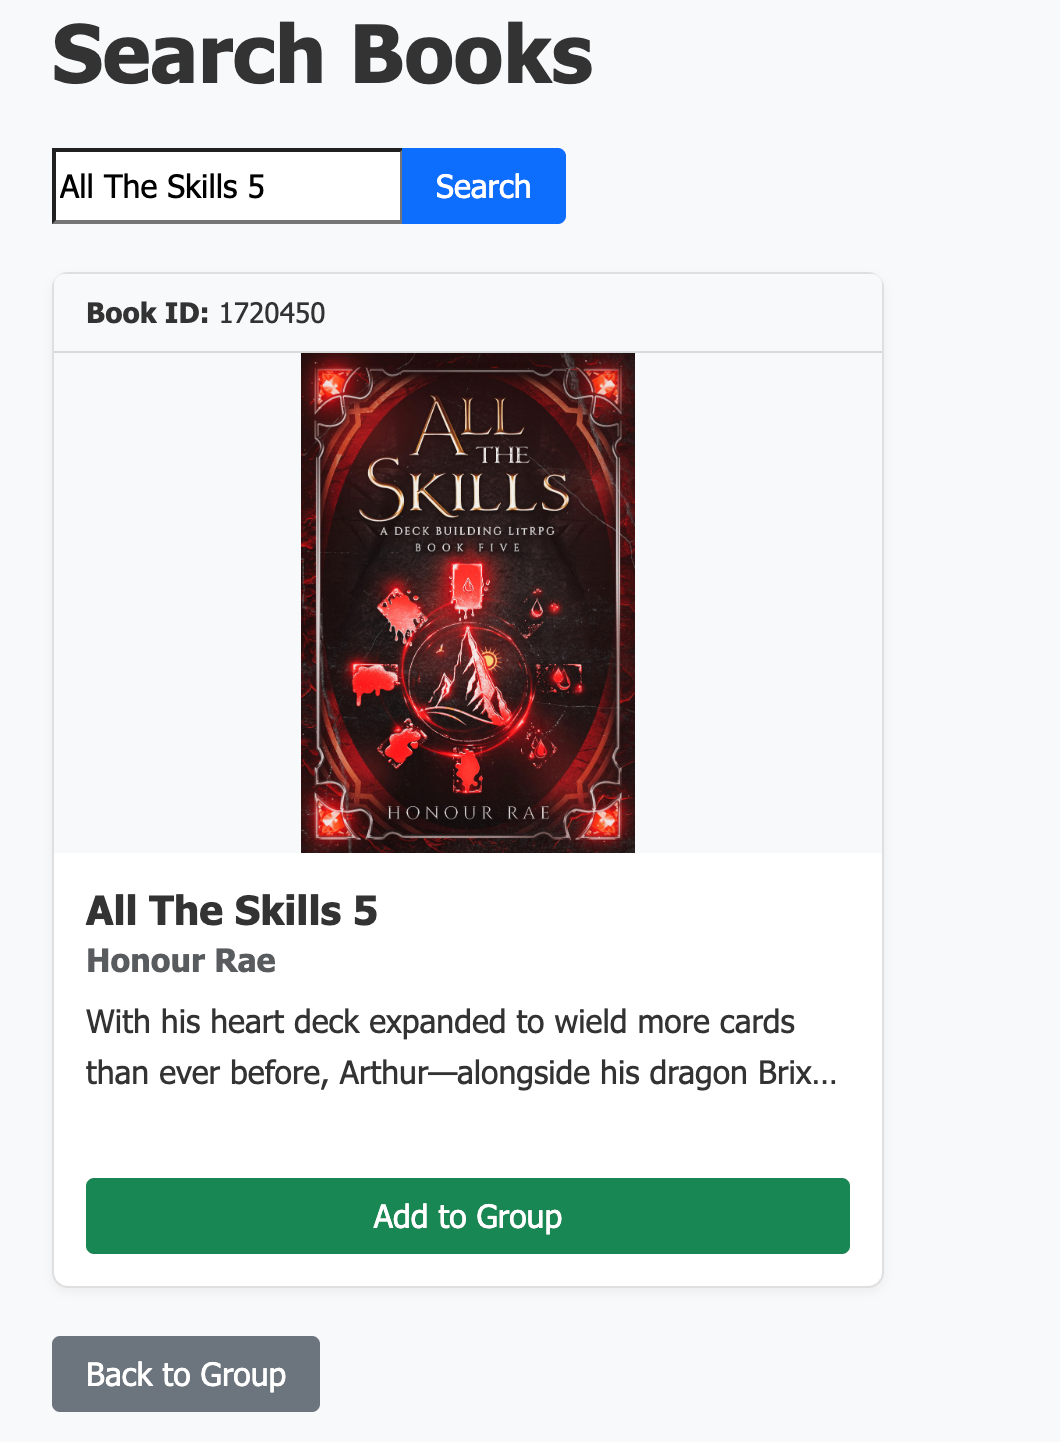 Search Books
All The Skills 5
Search
Book ID: 1720450
ALL
THE
SKILLS
A DECK BUILDING LITRPG
BOOK FIVE
HONOUR RAE
All The Skills 5
Honour Rae
With his heart deck expanded to wield more cards
than ever before, Arthur—alongside his dragon Brix...
Add to Group
Back to Group